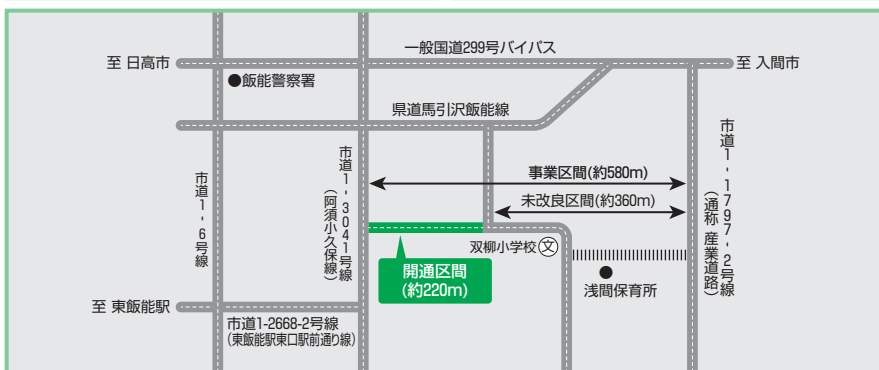 一般国道299号バイパス
至 日高市
至 入間市
●飯能警察署
県道馬引沢飯能線
市道1-6号線
市道1-3041号線
(阿須小久保線)
市道1-1797-2号線
(通称 産業道路)
事業区間(約580m)
未改良区間(約360m)
双柳小学校 文
開通区間
(約220m)
浅間保育所
至 東飯能駅
市道1-2668-2号線
(東飯能駅東口駅前通り線)